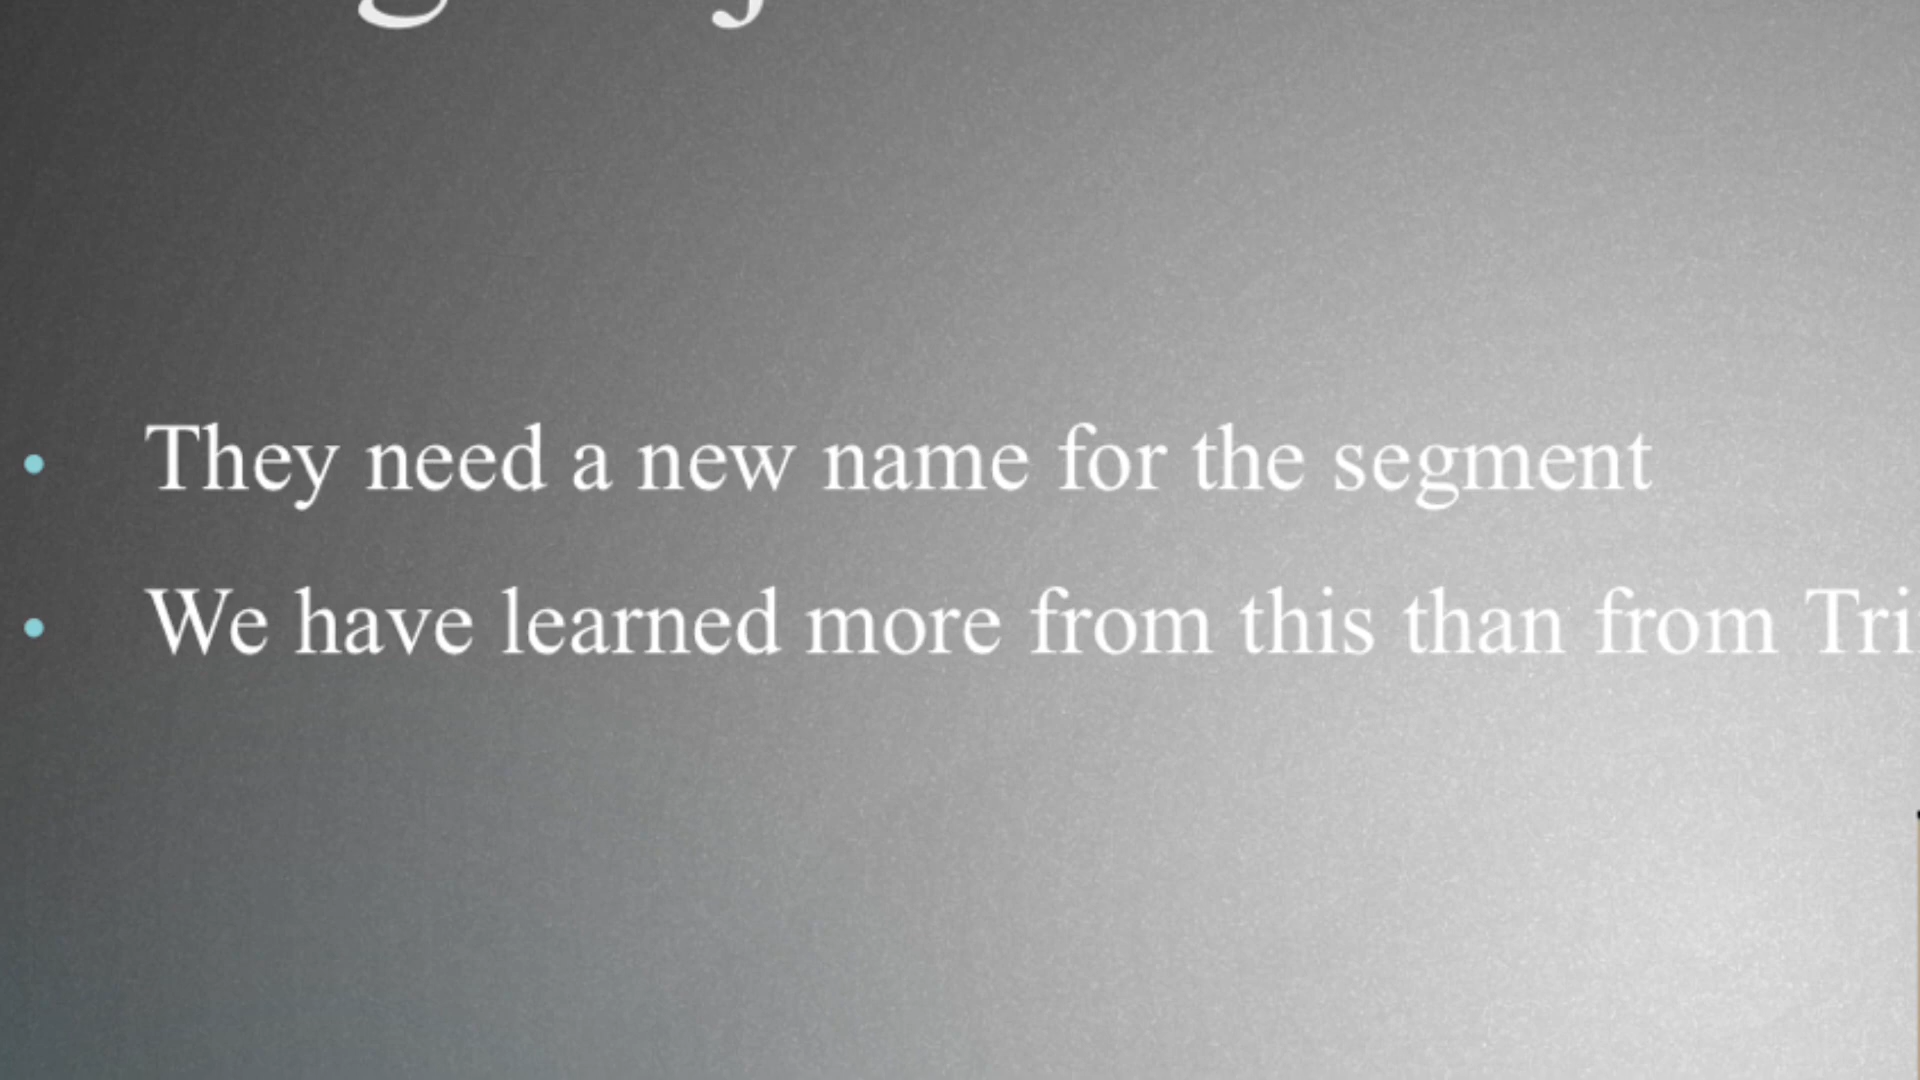 They need a new name for the segment
We have learned more from this than from